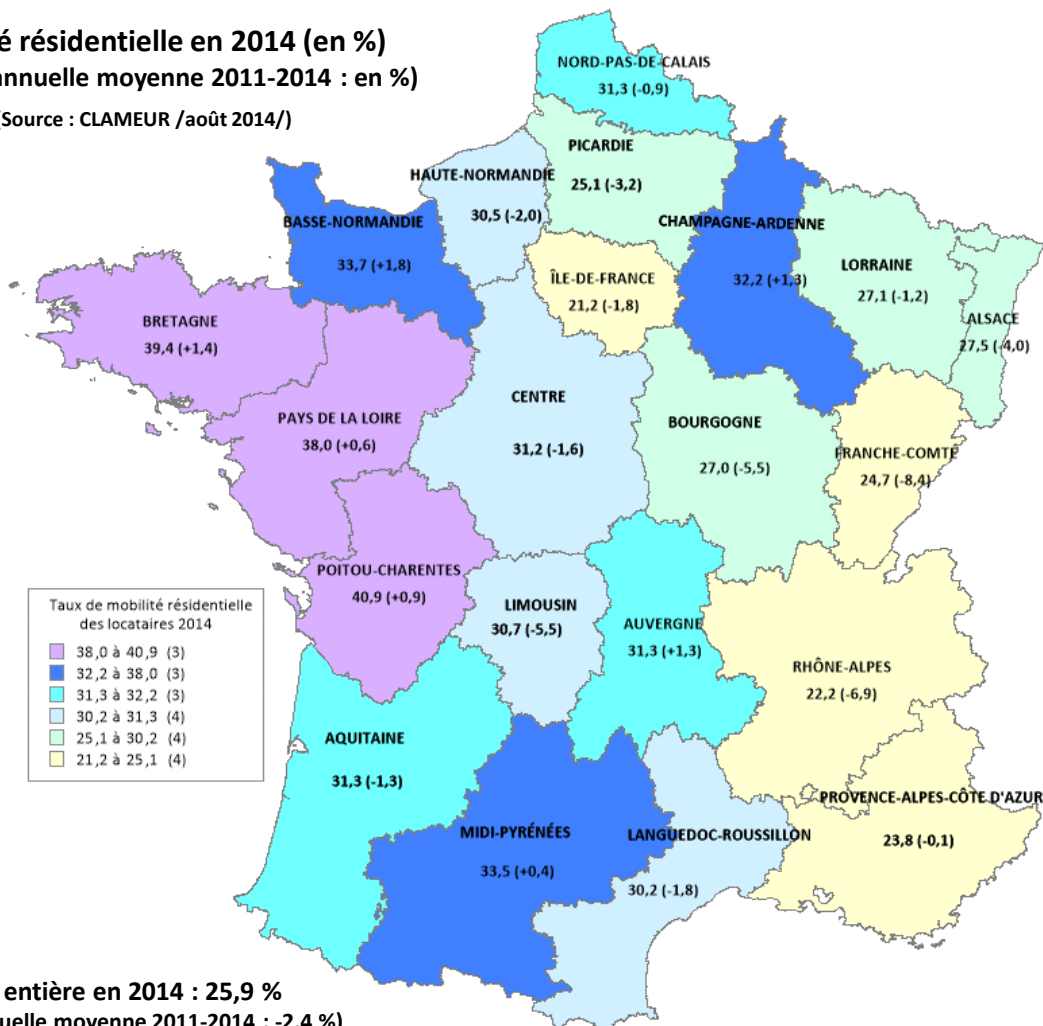 é résidentielle en 2014 (en %)
annuelle moyenne 2011-2014 : en %)
(Source : CLAMEUR /août 2014/)
NORD-PAS-DE-CALAIS
31,3 (-0,9)
PICARDIE
25,1 (-3,2)
HAUTE-NORMANDIE
30,5 (-2,0)
BASSE-NORMANDIE
33,7 (+1,8)
CHAMPAGNE-ARDENNE
32,2 (+1,3)
LORRAINE
27,1 (-1,2)
ALSACE
27,5 (-4,0)
ÎLE-DE-FRANCE
21,2 (-1,8)
BRETAGNE
39,4 (+1,4)
PAYS DE LA LOIRE
38,0 (+0,6)
CENTRE
31,2 (-1,6)
BOURGOGNE
27,0 (-5,5)
FRANCHE-COMTÉ
24,7 (-8,4)
POITOU-CHARENTES
40,9 (+0,9)
LIMOUSIN
30,7 (-5,5)
AUVERGNE
31,3 (+1,3)
RHÔNE-ALPES
22,2 (-6,9)
Taux de mobilité résidentielle
des locataires 2014
38,0 à 40,9 (3)
32,2 à 38,0 (3)
31,3 à 32,2 (3)
30,2 à 31,3 (4)
25,1 à 30,2 (4)
21,2 à 25,1 (4)
AQUITAINE
31,3 (-1,3)
MIDI-PYRÉNÉES
33,5 (+0,4)
LANGUEDOC-ROUSSILLON
30,2 (-1,8)
PROVENCE-ALPES-CÔTE D'AZUR
23,8 (-0,1)
entière en 2014 : 25,9 %
uelle moyenne 2011-2014 : -2,4 %)